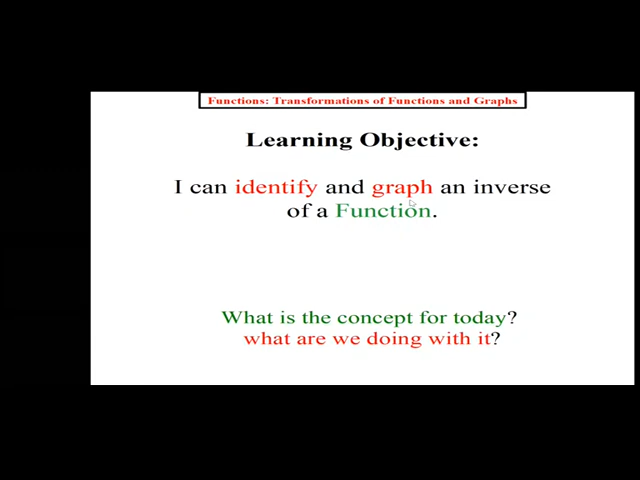 Functions: Transformations of Functions and Graphs
Learning Objective:
I can identify and graph an inverse
of a Function.
What is the concept for today?
what are we doing with it?